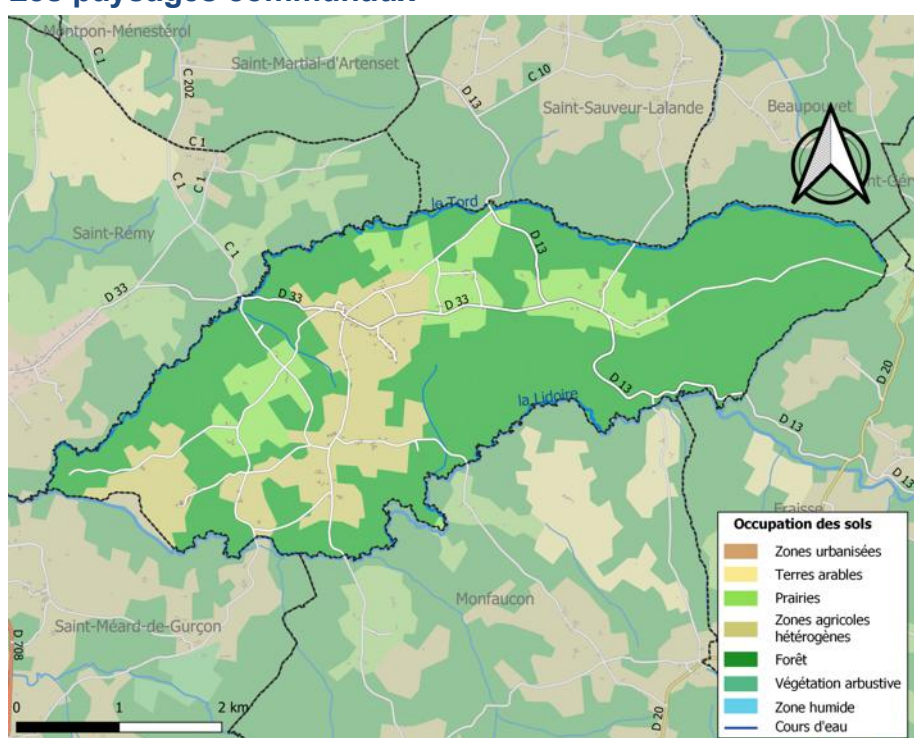 Les paysages communaux
Montpon-Ménestérol
Saint-Martial-d'Artenset
C 1
C 202
D 13
C 10
Saint-Sauveur-Lalande
Beaupouyet
C 1
C 1
C 1
nt-Gé
le Tord
Saint-Rémy
C 1
D 13
D 33
D 33
D 33
D 20
la Lidoire
D 13
D 13
D 13
Fraisse
Monfaucon
Saint-Méard-de-Gurçon
D 708
D 20
0 1 2 km
Occupation des sols
Zones urbanisées
Terres arables
Prairies
Zones agricoles
hétérogènes
Forêt
Végétation arbustive
Zone humide
Cours d'eau